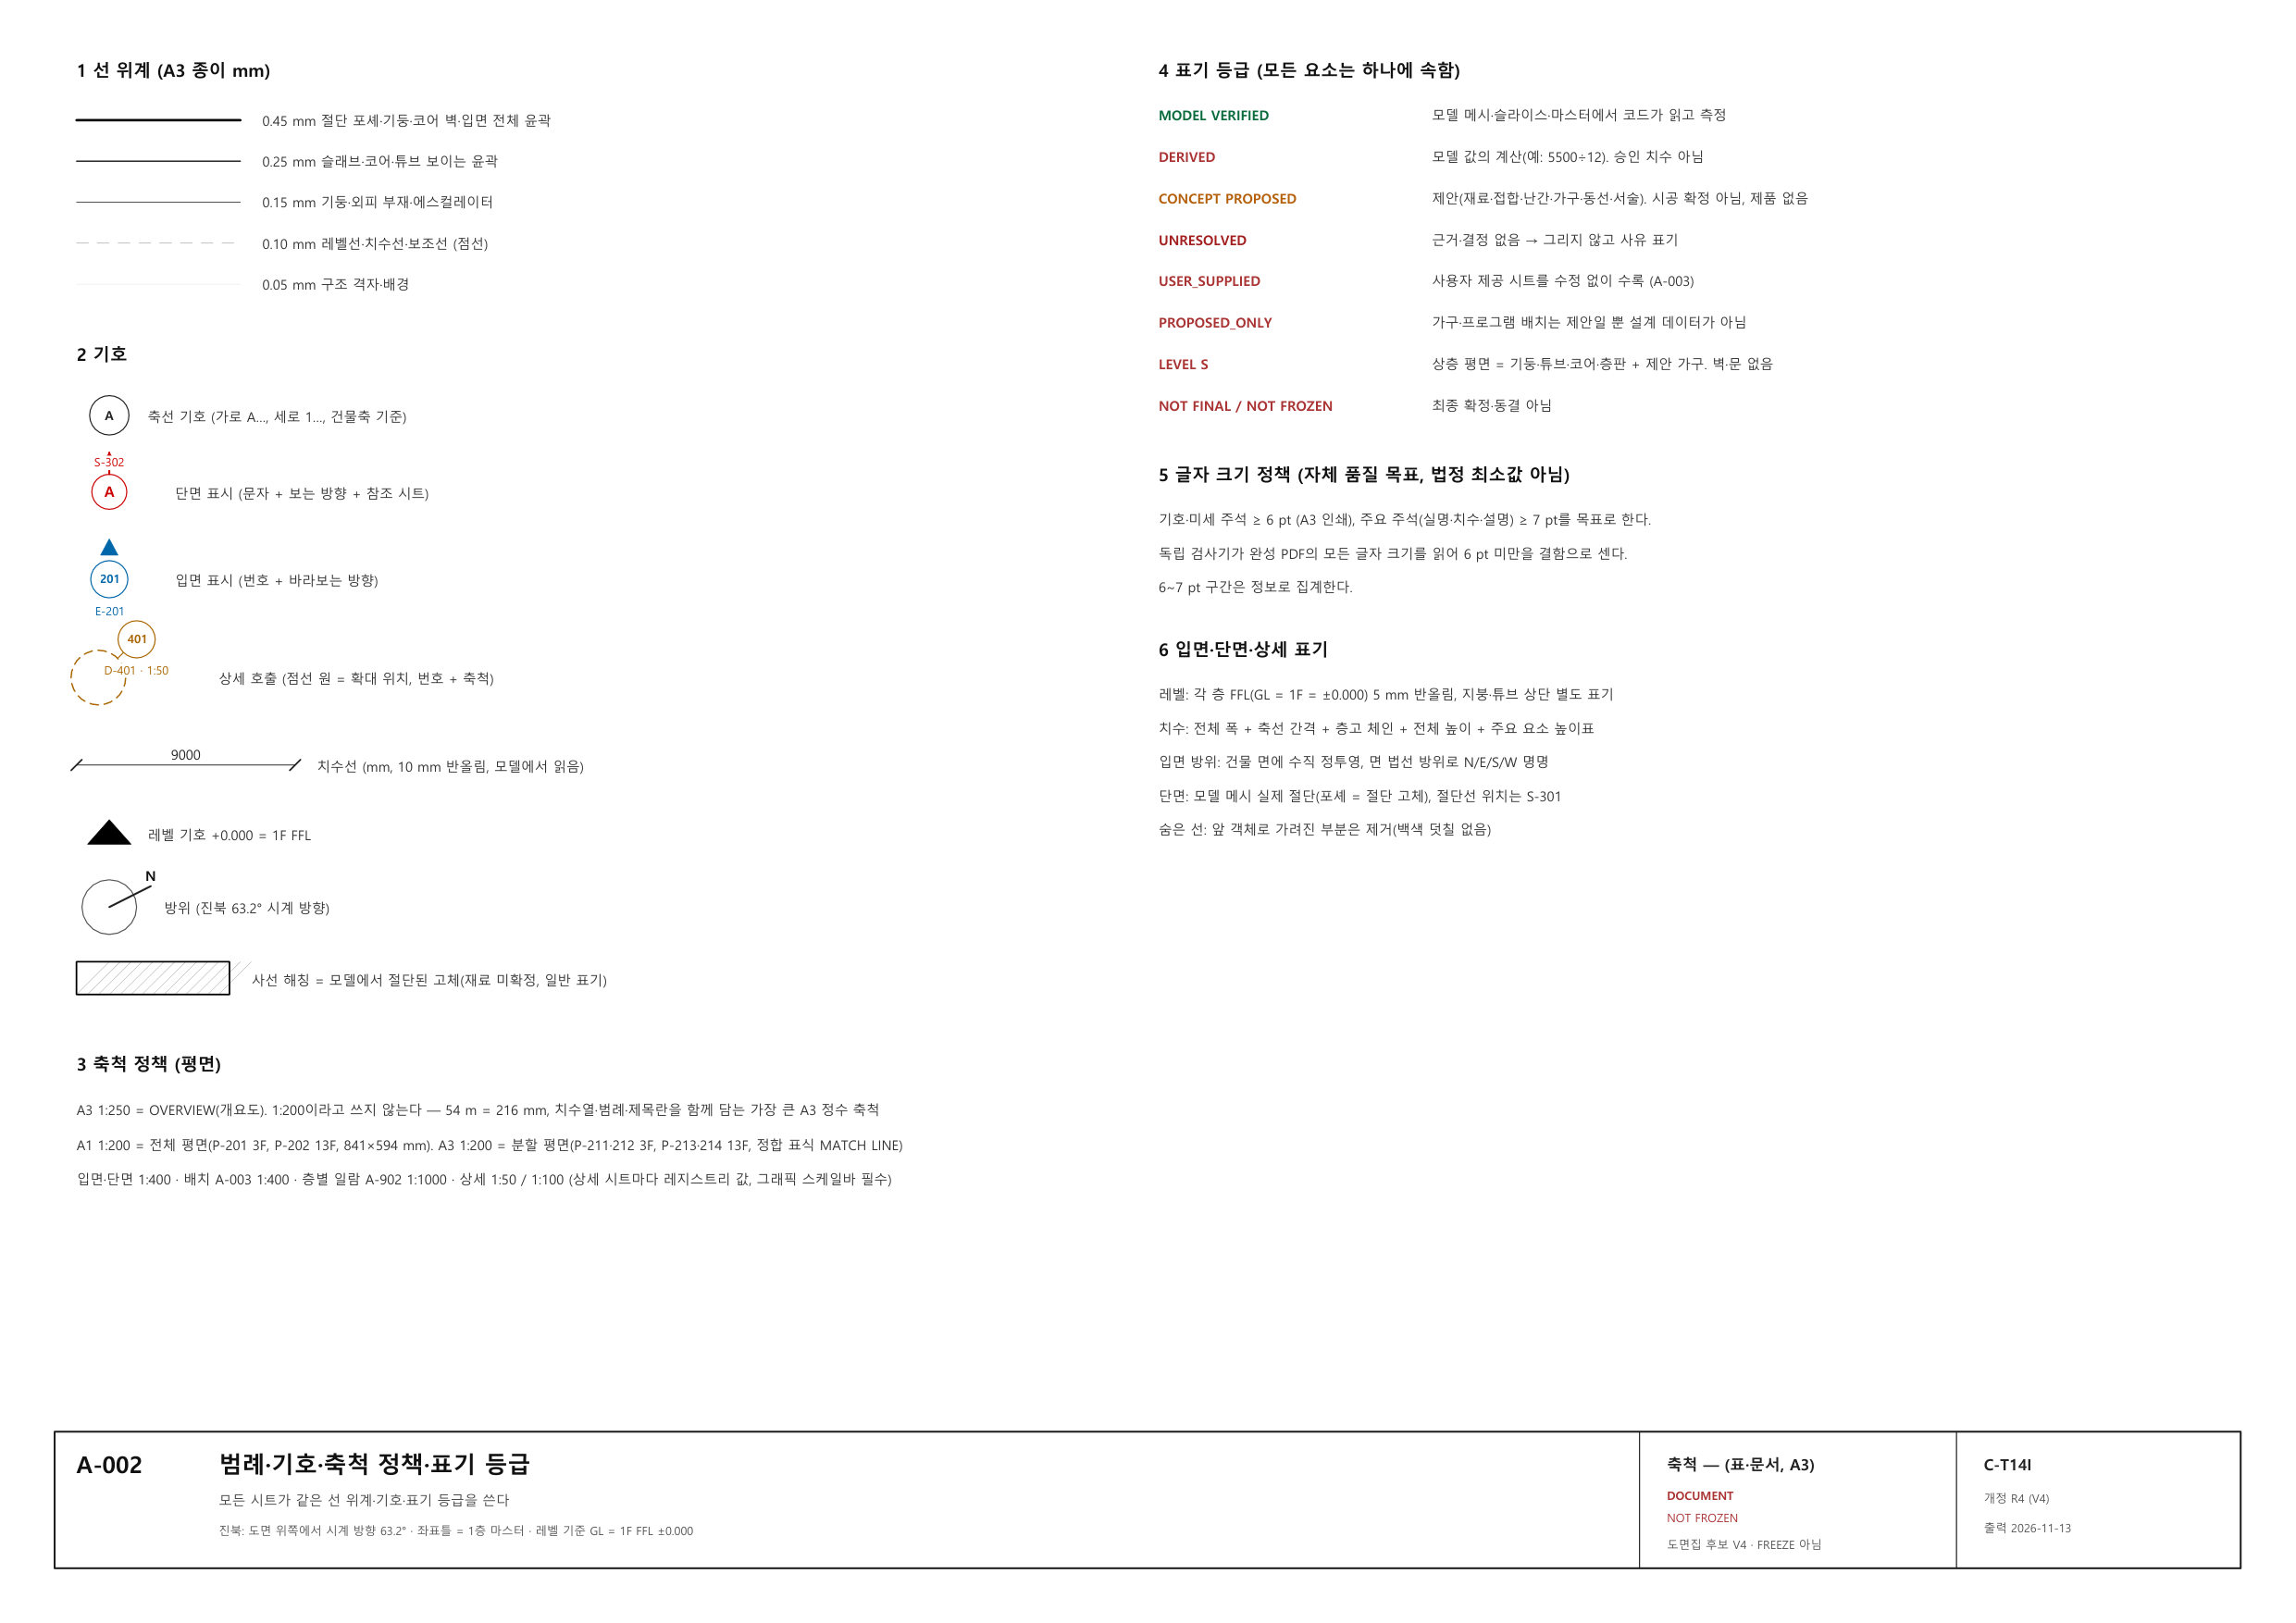 1 선 위계 (A3 종이 mm)
0.45 mm 절단 포셰·기둥·코어 벽·입면 전체 윤곽
0.25 mm 슬래브·코어·튜브 보이는 윤곽
0.15 mm 기둥·외피 부재·에스컬레이터
0.10 mm 레벨선·치수선·보조선 (점선)
0.05 mm 구조 격자·배경
2 기호
A
축선 기호 (가로 A…, 세로 1…, 건물축 기준)
S-302
A
단면 표시 (문자 + 보는 방향 + 참조 시트)
201
입면 표시 (번호 + 바라보는 방향)
E-201
401
D-401 · 1:50
상세 호출 (점선 원 = 확대 위치, 번호 + 축척)
9000
치수선 (mm, 10 mm 반올림, 모델에서 읽음)
레벨 기호 +0.000 = 1F FFL
N
방위 (진북 63.2° 시계 방향)
사선 해칭 = 모델에서 절단된 고체(재료 미확정, 일반 표기)
3 축척 정책 (평면)
A3 1:250 = OVERVIEW(개요도). 1:200이라고 쓰지 않는다 — 54 m = 216 mm, 치수열·범례·제목란을 함께 담는 가장 큰 A3 정수 축척
A1 1:200 = 전체 평면(P-201 3F, P-202 13F, 841×594 mm). A3 1:200 = 분할 평면(P-211·212 3F, P-213·214 13F, 정합 표식 MATCH LINE)
입면·단면 1:400 · 배치 A-003 1:400 · 층별 일람 A-902 1:1000 · 상세 1:50 / 1:100 (상세 시트마다 레지스트리 값, 그래픽 스케일바 필수)
4 표기 등급 (모든 요소는 하나에 속함)
MODEL VERIFIED 모델 메시·슬라이스·마스터에서 코드가 읽고 측정
DERIVED 모델 값의 계산(예: 5500÷12). 승인 치수 아님
CONCEPT PROPOSED 제안(재료·접합·난간·가구·동선·서술). 시공 확정 아님, 제품 없음
UNRESOLVED 근거·결정 없음 → 그리지 않고 사유 표기
USER_SUPPLIED 사용자 제공 시트를 수정 없이 수록 (A-003)
PROPOSED_ONLY 가구·프로그램 배치는 제안일 뿐 설계 데이터가 아님
LEVEL S 상층 평면 = 기둥·튜브·코어·층판 + 제안 가구. 벽·문 없음
NOT FINAL / NOT FROZEN 최종 확정·동결 아님
5 글자 크기 정책 (자체 품질 목표, 법정 최소값 아님)
기호·미세 주석 ≥ 6 pt (A3 인쇄), 주요 주석(실명·치수·설명) ≥ 7 pt를 목표로 한다.
독립 검사기가 완성 PDF의 모든 글자 크기를 읽어 6 pt 미만을 결함으로 센다.
6~7 pt 구간은 정보로 집계한다.
6 입면·단면·상세 표기
레벨: 각 층 FFL(GL = 1F = ±0.000) 5 mm 반올림, 지붕·튜브 상단 별도 표기
치수: 전체 폭 + 축선 간격 + 층고 체인 + 전체 높이 + 주요 요소 높이표
입면 방위: 건물 면에 수직 정투영, 면 법선 방위로 N/E/S/W 명명
단면: 모델 메시 실제 절단(포셰 = 절단 고체), 절단선 위치는 S-301
숨은 선: 앞 객체로 가려진 부분은 제거(백색 덧칠 없음)
A-002
범례·기호·축척 정책·표기 등급
모든 시트가 같은 선 위계·기호·표기 등급을 쓴다
진북: 도면 위쪽에서 시계 방향 63.2° · 좌표틀 = 1층 마스터 · 레벨 기준 GL = 1F FFL ±0.000
축척 — (표·문서, A3)
DOCUMENT
NOT FROZEN
도면집 후보 V4 · FREEZE 아님
C-T14I
개정 R4 (V4)
출력 2026-11-13